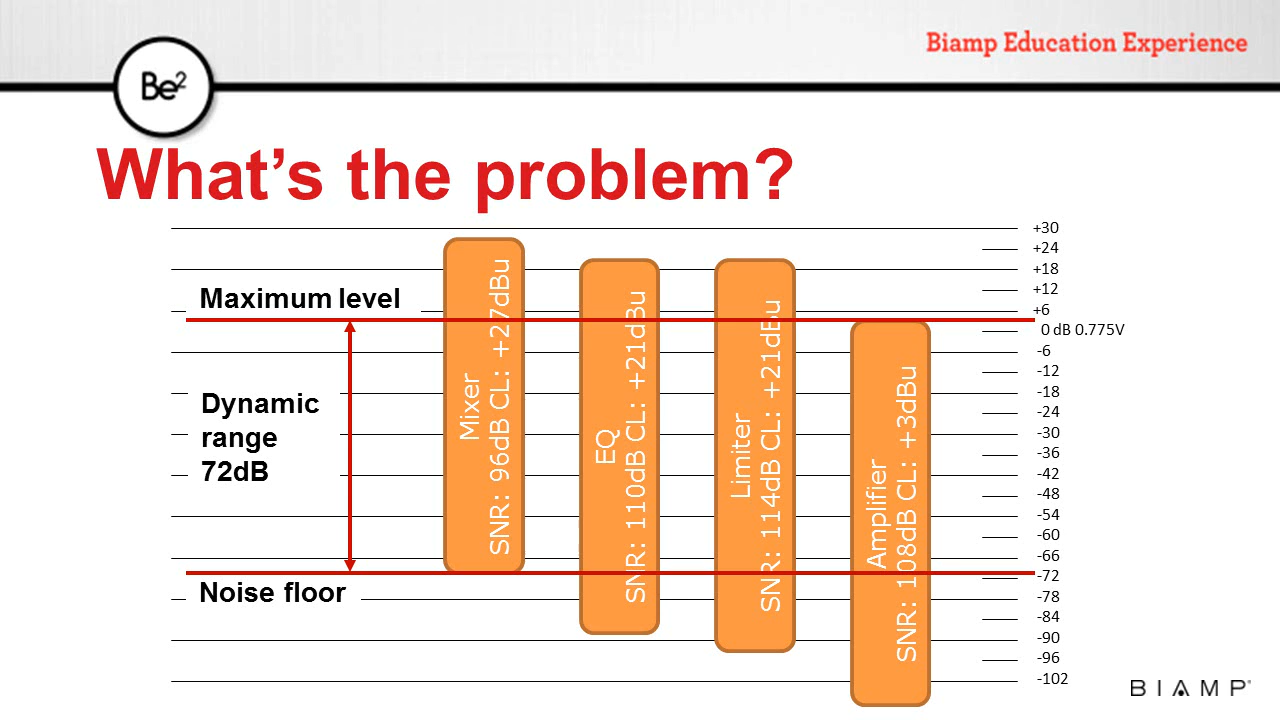 Biamp Education Experience
Be²
What's the problem?
+30
+24
+18
+12
+6
0 dB 0.775V
-6
-12
-18
-24
-30
-36
-42
-48
-54
-60
-66
-72
-78
-84
-90
-96
-102
Maximum level
Dynamic
range
72dB
Noise floor
Mixer
SNR: 96dB CL: +27dBu
EQ
SNR: 110dB CL: +21dBu
Limiter
SNR: 114dB CL: +21dBu
Amplifier
SNR: 108dB CL: +3dBu
BIAMP®